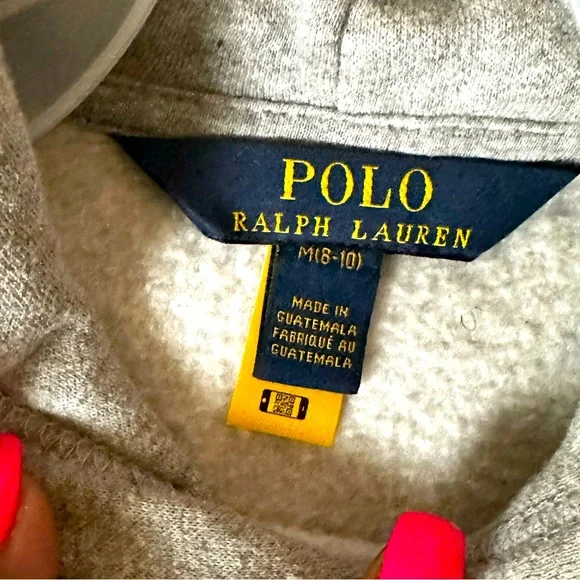 POLO
RALPH LAUREN
M(8-10)
MADE IN
GUATEMALA
FABRIQUÉ AU
GUATEMALA